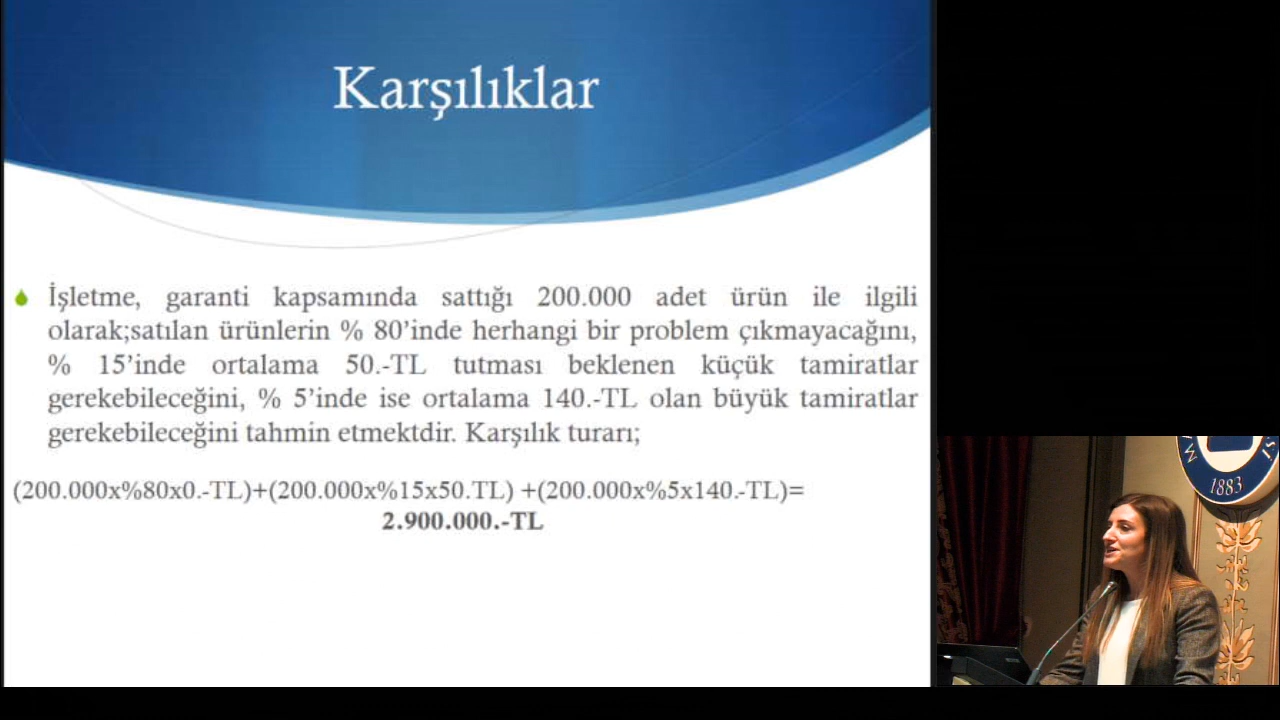 Karşılıklar
İşletme, garanti kapsamında sattığı 200.000 adet ürün ile ilgili
olarak;satılan ürünlerin % 80’inde herhangi bir problem çıkmayacağını,
% 15’inde ortalama 50.-TL tutması beklenen küçük tamiratlar
gerekebileceğini, % 5’inde ise ortalama 140.-TL olan büyük tamiratlar
gerekebileceğini tahmin etmektdir. Karşılık turarı;
(200.000x%80x0.-TL)+(200.000x%15x50.TL) +(200.000x%5x140.-TL)=
2.900.000.-TL
1883